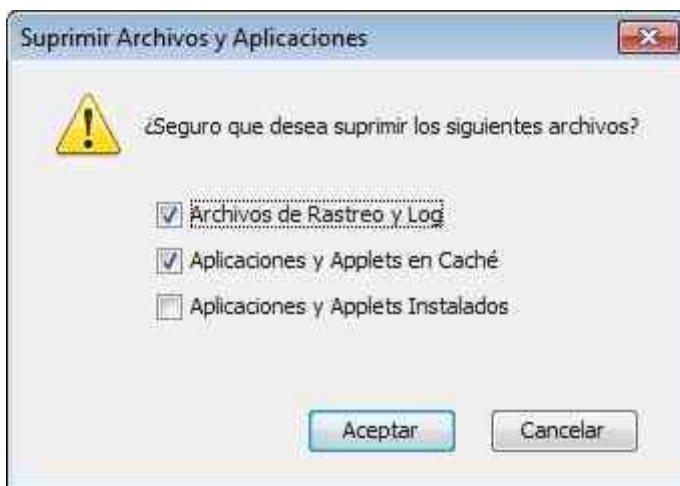 Suprimir Archivos y Aplicaciones
¿Seguro que desea suprimir los siguientes archivos?
Archivos de Rastreo y Log
Aplicaciones y Applets en Caché
Aplicaciones y Applets Instalados
Aceptar
Cancelar